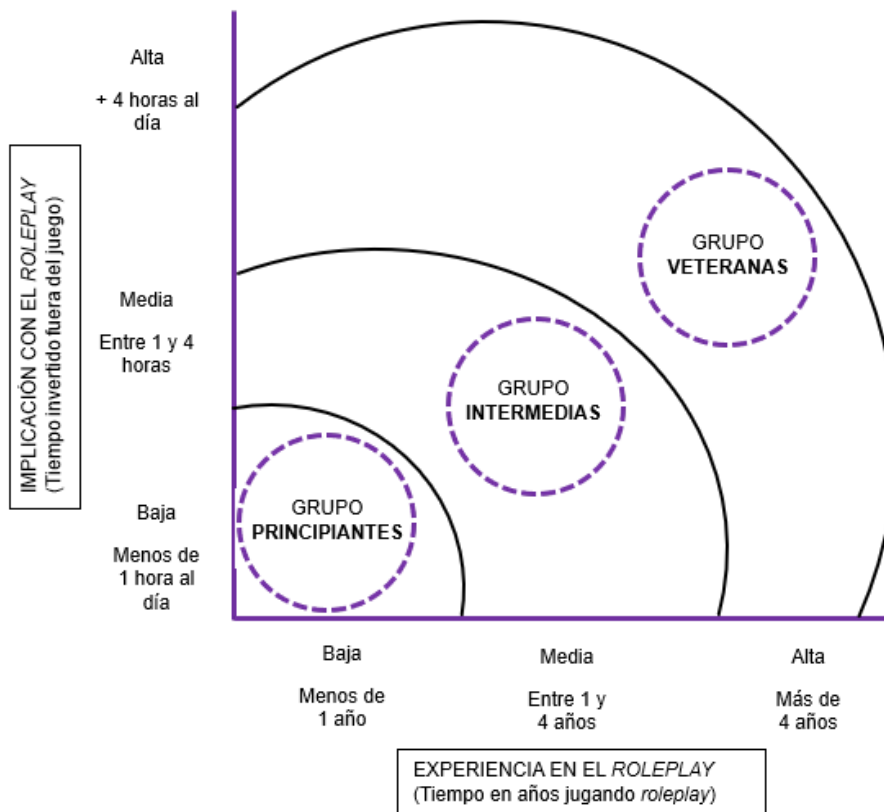 Alta
+ 4 horas al
día
IMPLICACIÓN CON EL ROLEPLAY
(Tiempo invertido fuera del juego)
GRUPO
VETERANAS
Media
Entre 1 y 4
horas
GRUPO
INTERMEDIAS
Baja
Menos de
1 hora al
día
GRUPO
PRINCIPIANTES
Baja
Menos de
1 año
Media
Entre 1 y
4 años
Alta
Más de
4 años
EXPERIENCIA EN EL ROLEPLAY
(Tiempo en años jugando roleplay)